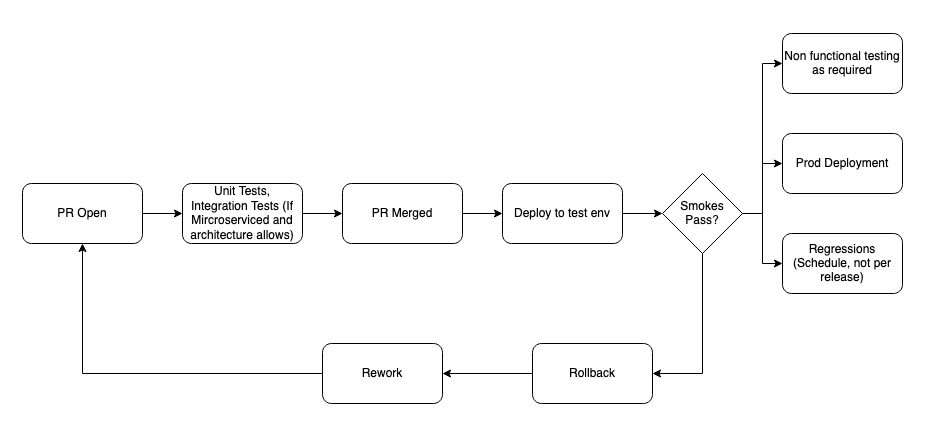 Non functional testing
as required
Prod Deployment
PR Open
Unit Tests,
Integration Tests (If
Mircroserviced and
architecture allows)
PR Merged
Deploy to test env
Smokes
Pass?
Regressions
(Schedule, not per
release)
Rework
Rollback